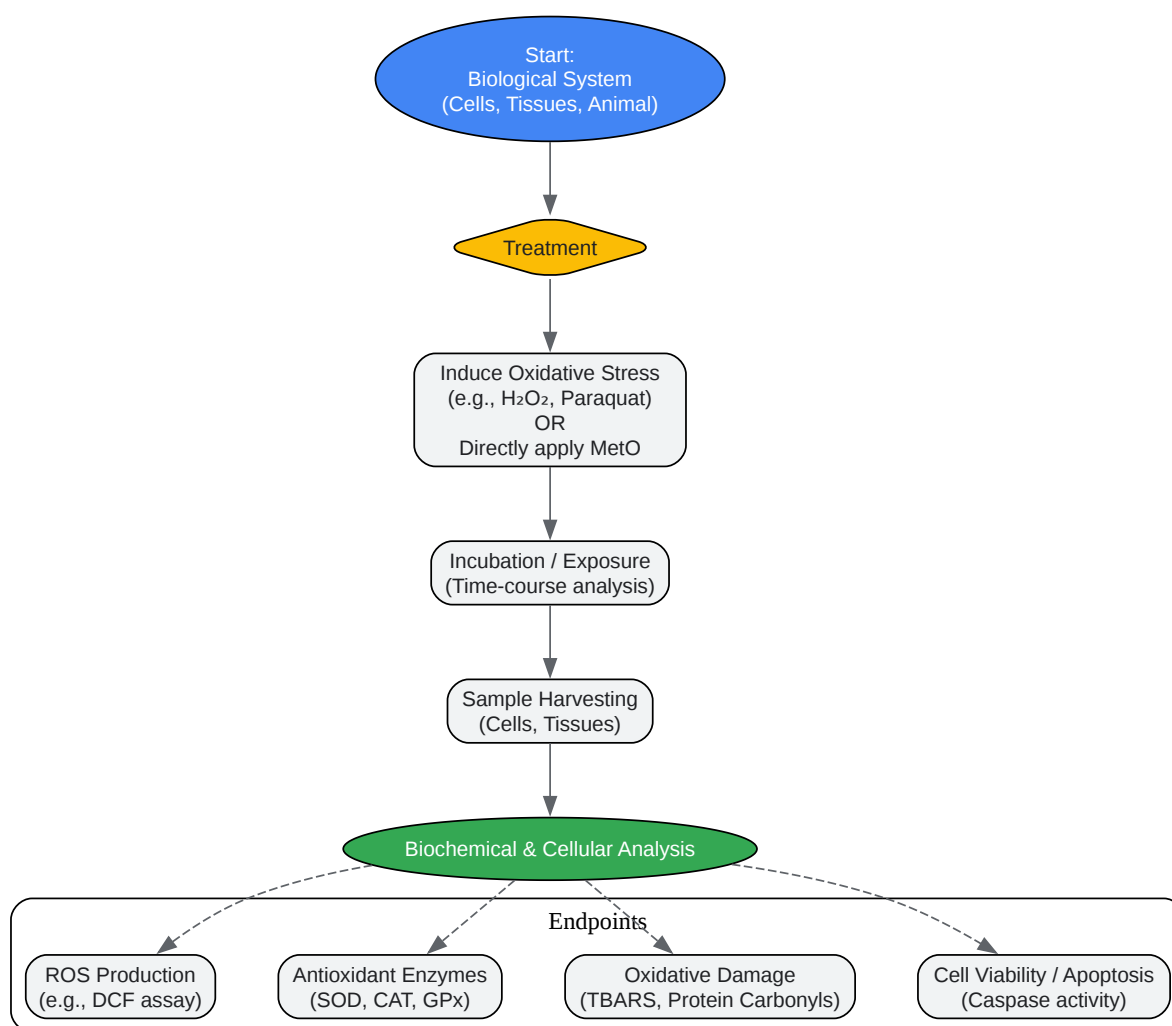 Start:
Biological System
(Cells, Tissues, Animal)
Treatment
Induce Oxidative Stress
(e.g., H₂O₂, Paraquat)
OR
Directly apply MetO
Incubation / Exposure
(Time-course analysis)
Sample Harvesting
(Cells, Tissues)
Biochemical & Cellular Analysis
Endpoints
ROS Production
(e.g., DCF assay)
Antioxidant Enzymes
(SOD, CAT, GPx)
Oxidative Damage
(TBARS, Protein Carbonyls)
Cell Viability / Apoptosis
(Caspase activity)